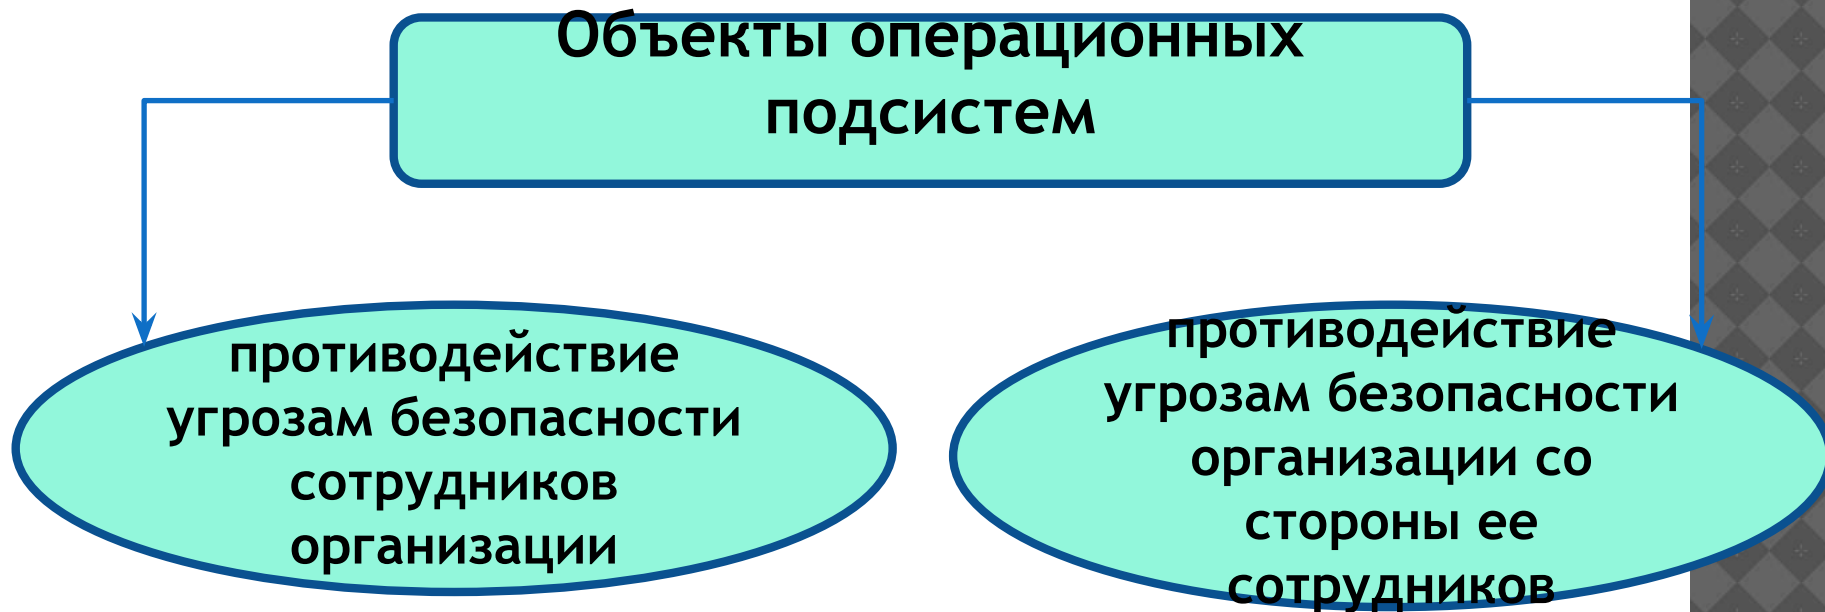 Объекты операционных
подсистем
противодействие
угрозам безопасности
сотрудников
организации
противодействие
угрозам безопасности
организации со
стороны ее
сотрудников